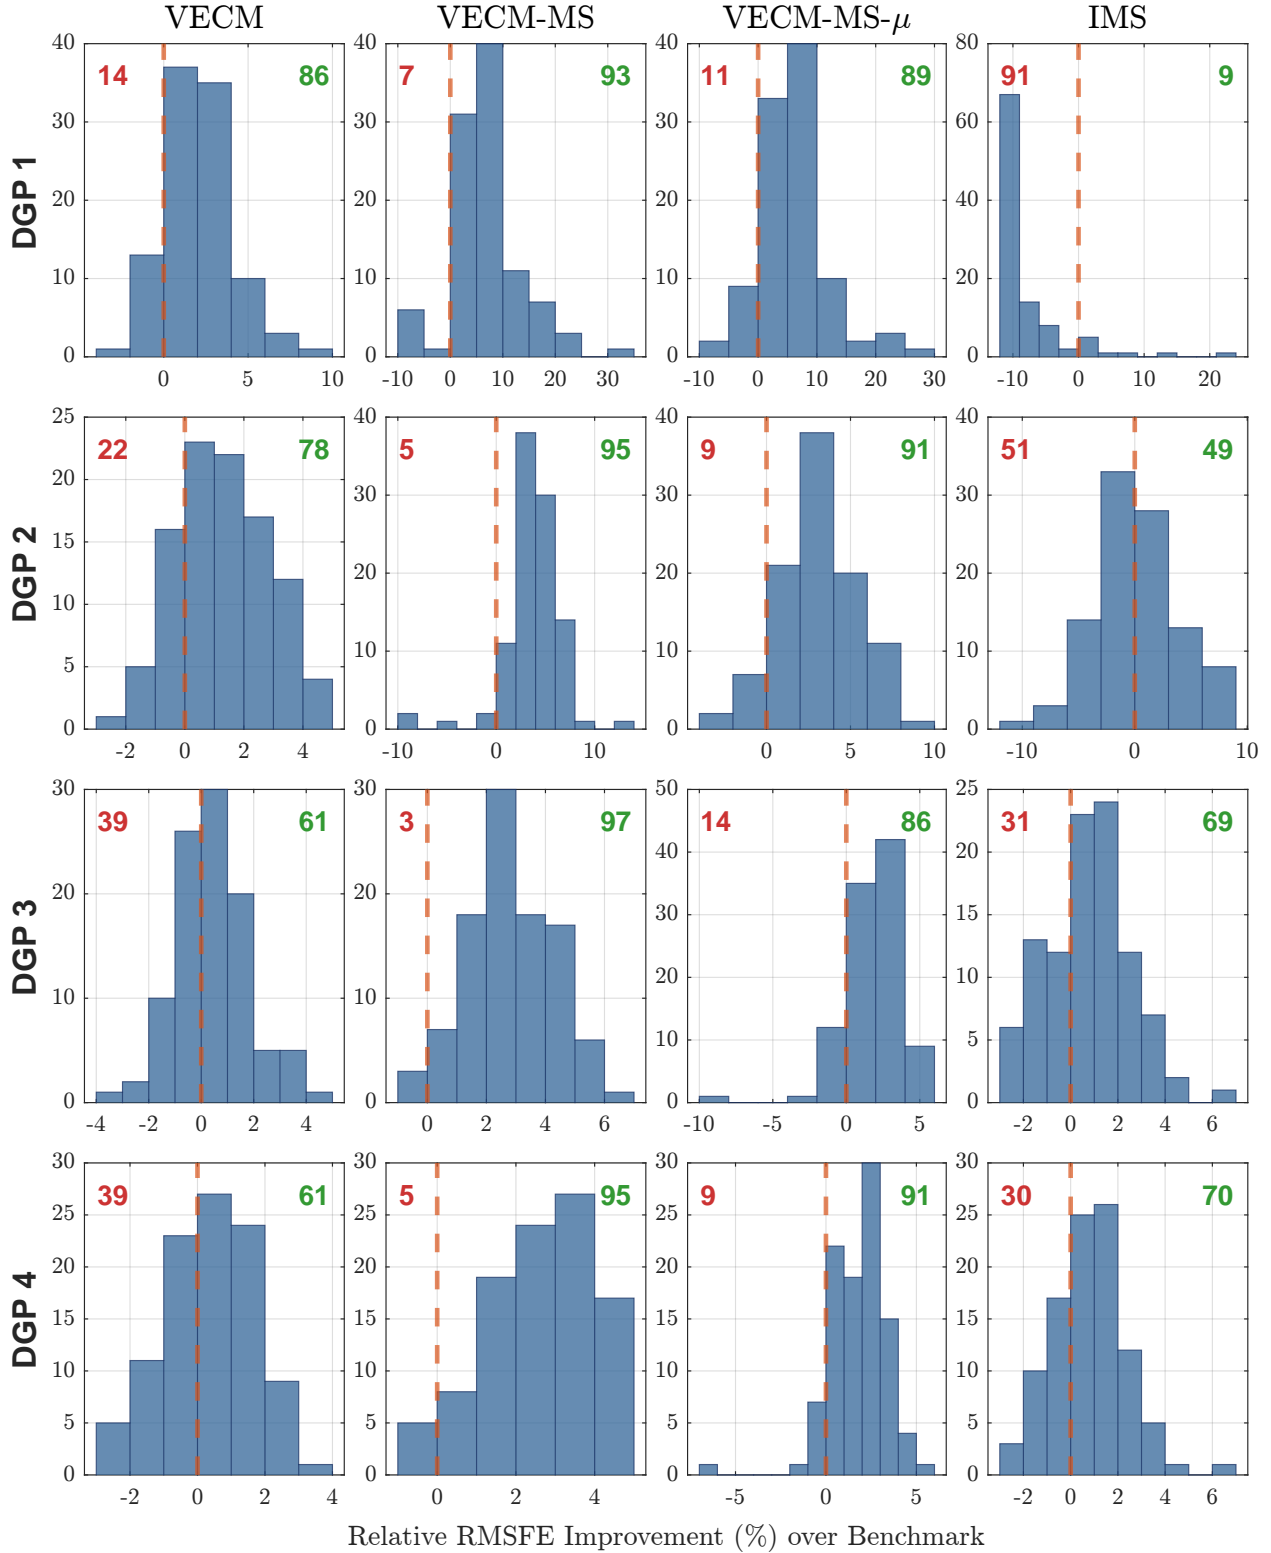 VECM VECM-MS VECM-MS-μ IMS
DGP 1
40 30 20 10 0
14 86
0 5 10
40 30 20 10 0
7 93
-10 0 10 20 30
40 30 20 10 0
11 89
-10 0 10 20 30
80 60 40 20 0
91 9
-10 0 10 20
DGP 2
25 20 15 10 5 0
22 78
-2 0 2 4
40 30 20 10 0
5 95
-10 0 10
40 30 20 10 0
9 91
0 5 10
40 30 20 10 0
51 49
-10 0 10
DGP 3
30 20 10 0
39 61
-4 -2 0 2 4
30 20 10 0
3 97
0 2 4 6
50 40 30 20 10 0
14 86
-10 -5 0 5
25 20 15 10 5 0
31 69
-2 0 2 4 6
DGP 4
30 25 20 15 10 5 0
39 61
-2 0 2 4
30 25 20 15 10 5 0
5 95
0 2 4
30 25 20 15 10 5 0
9 91
-5 0 5
30 25 20 15 10 5 0
30 70
-2 0 2 4 6
Relative RMSFE Improvement (%) over Benchmark